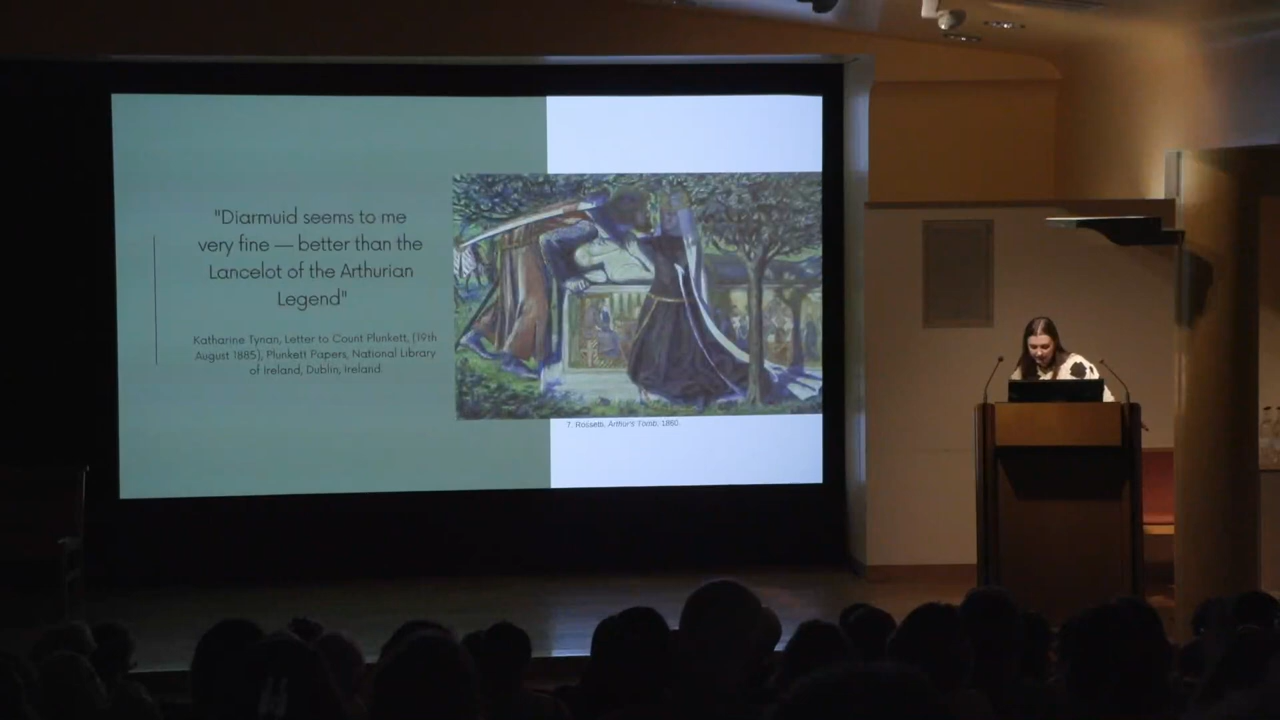 "Diarmuid seems to me
very fine — better than the
Lancelot of the Arthurian
Legend"
Katharine Tynan, Letter to Count Plunkett, (19th
August 1885), Plunkett Papers, National Library
of Ireland, Dublin, Ireland
7. Rossetti, Arthur's Tomb, 1860.